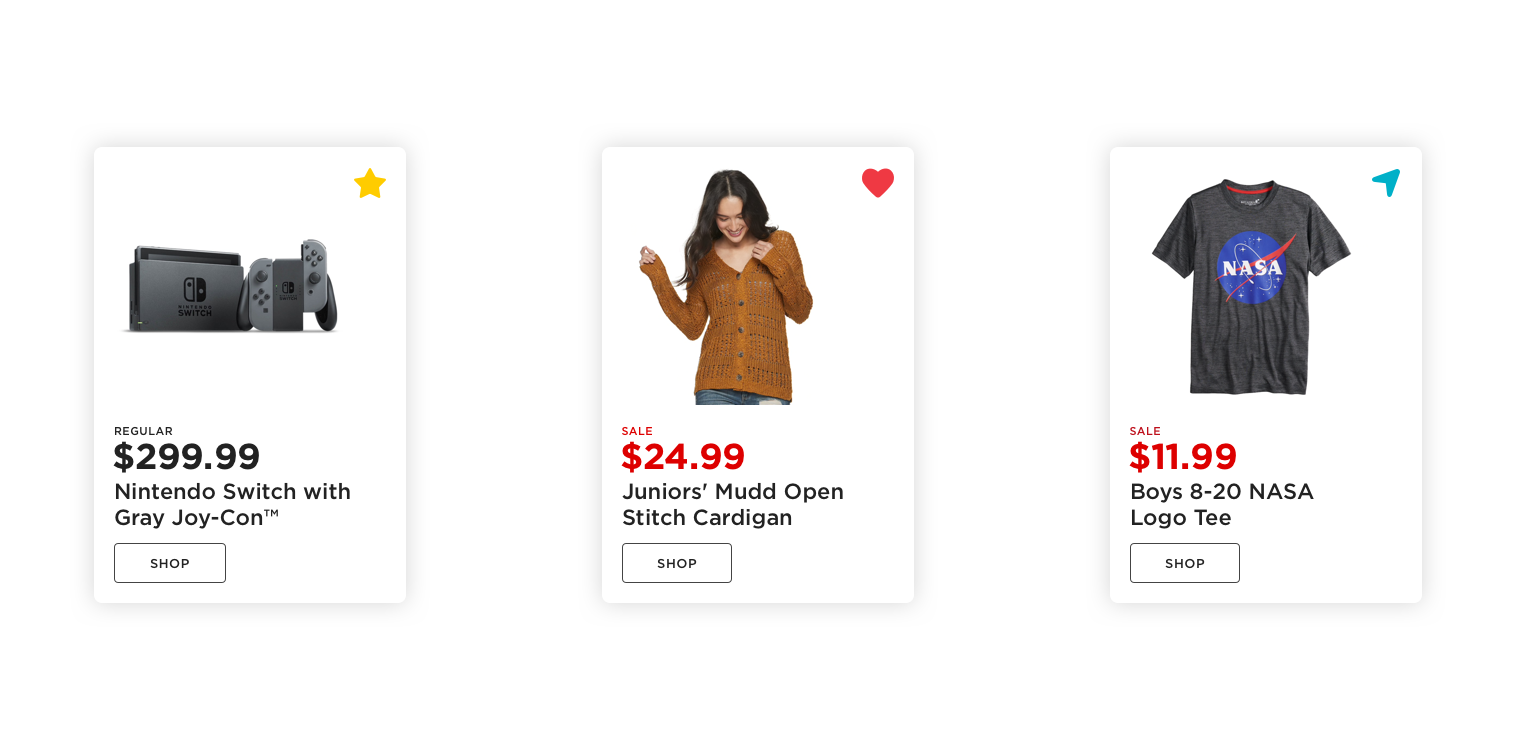 NINTENDO
SWITCH
SWITCH
REGULAR
$299.99
Nintendo Switch with
Gray Joy-Con™
SHOP
SALE
$24.99
Juniors' Mudd Open
Stitch Cardigan
SHOP
NASA
SALE
$11.99
Boys 8-20 NASA
Logo Tee
SHOP